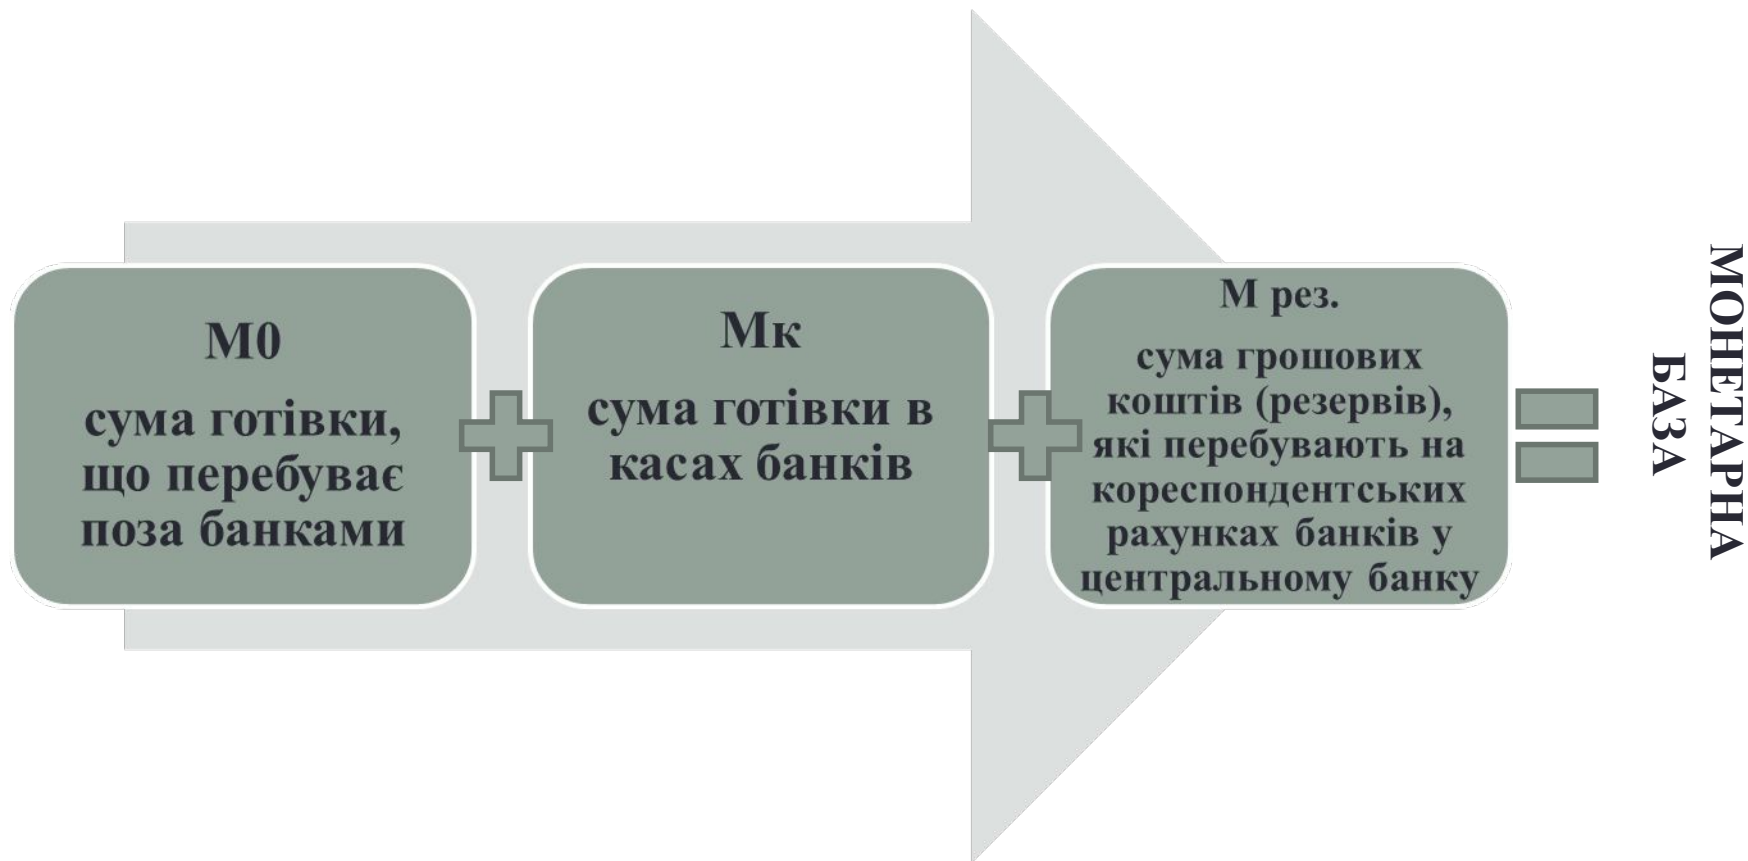 М0
сума готівки,
що перебуває
поза банками
Мк
сума готівки в
касах банків
М рез.
сума грошових
коштів (резервів),
які перебувають на
кореспондентських
рахунках банків у
центральному банку
МОНЕТАРНА
БАЗА